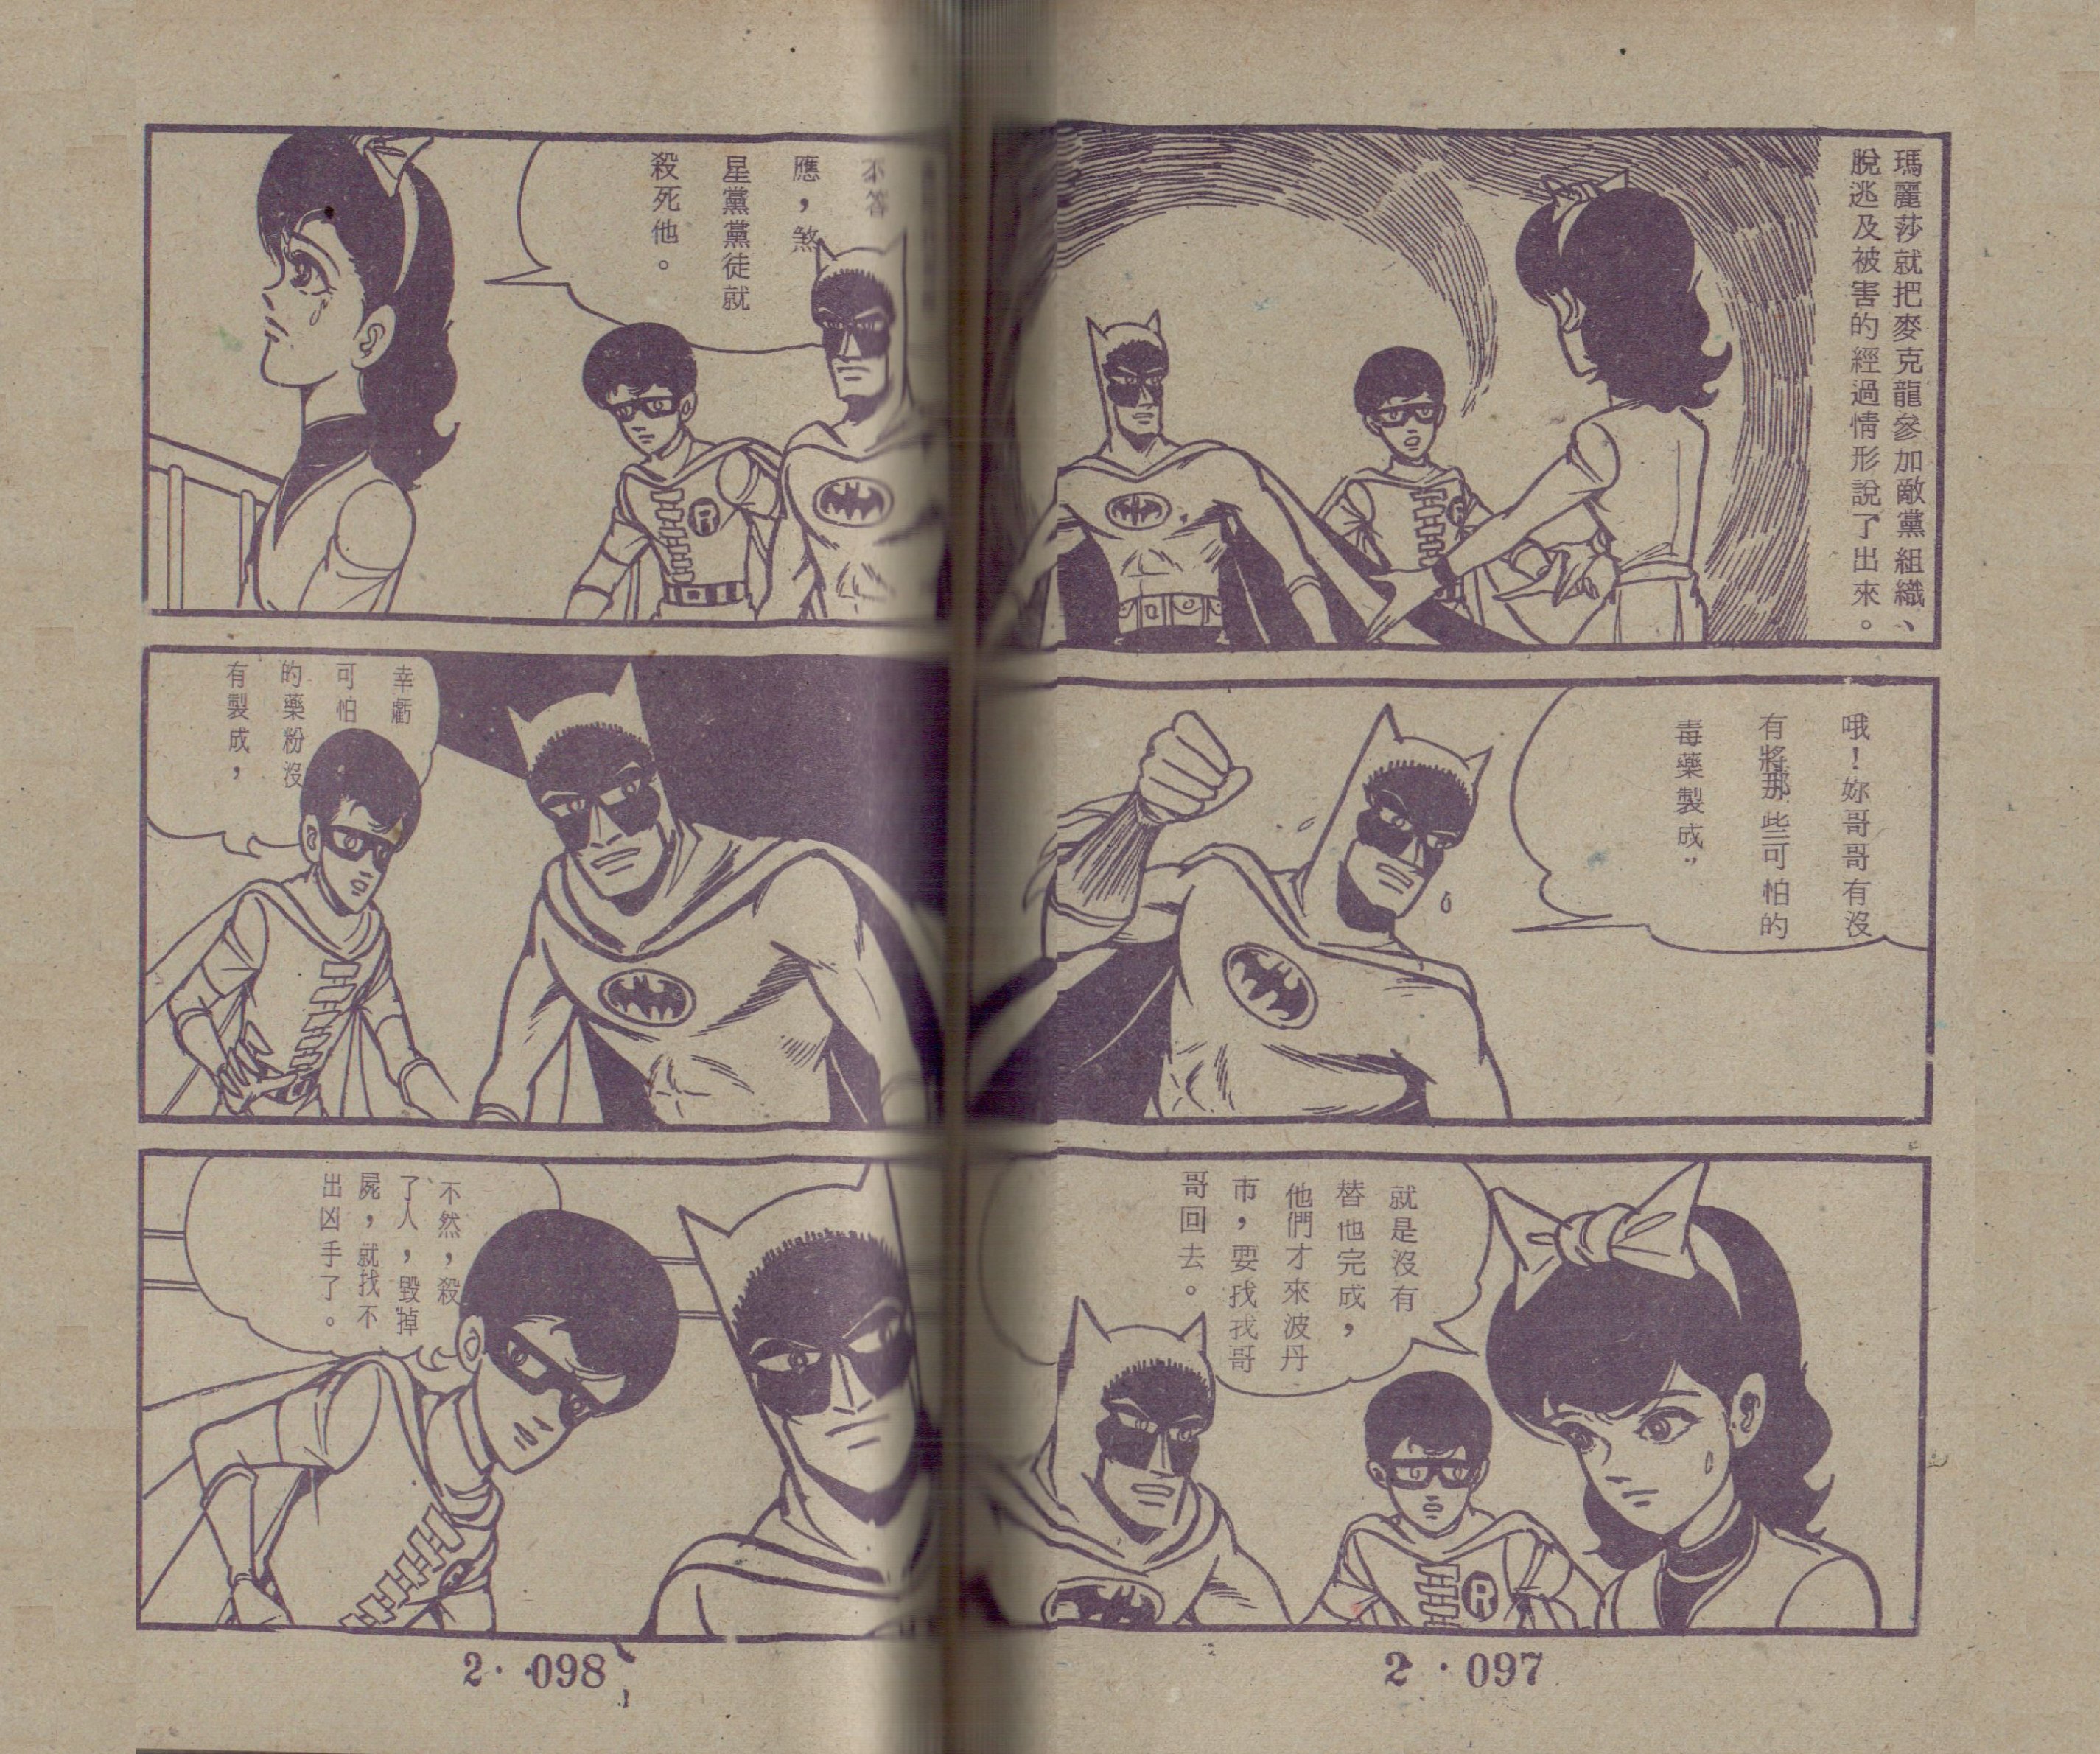 瑪麗莎就把麥克龍參加敵黨組織、
脫逃及被害的經過情形說了出來。
哦！妳哥哥有沒
有將那些可怕的
毒藥製成”
就是沒有
替他完成，
他們才來波丹
市，要找我哥
哥回去。
2·097
不答
應，煞
星黨黨徒就
殺死他。
R
幸虧
可怕
的藥粉沒
有製成，
不然，殺
了人，毀掉
屍，就找不
出凶手了。
2·098
R
R